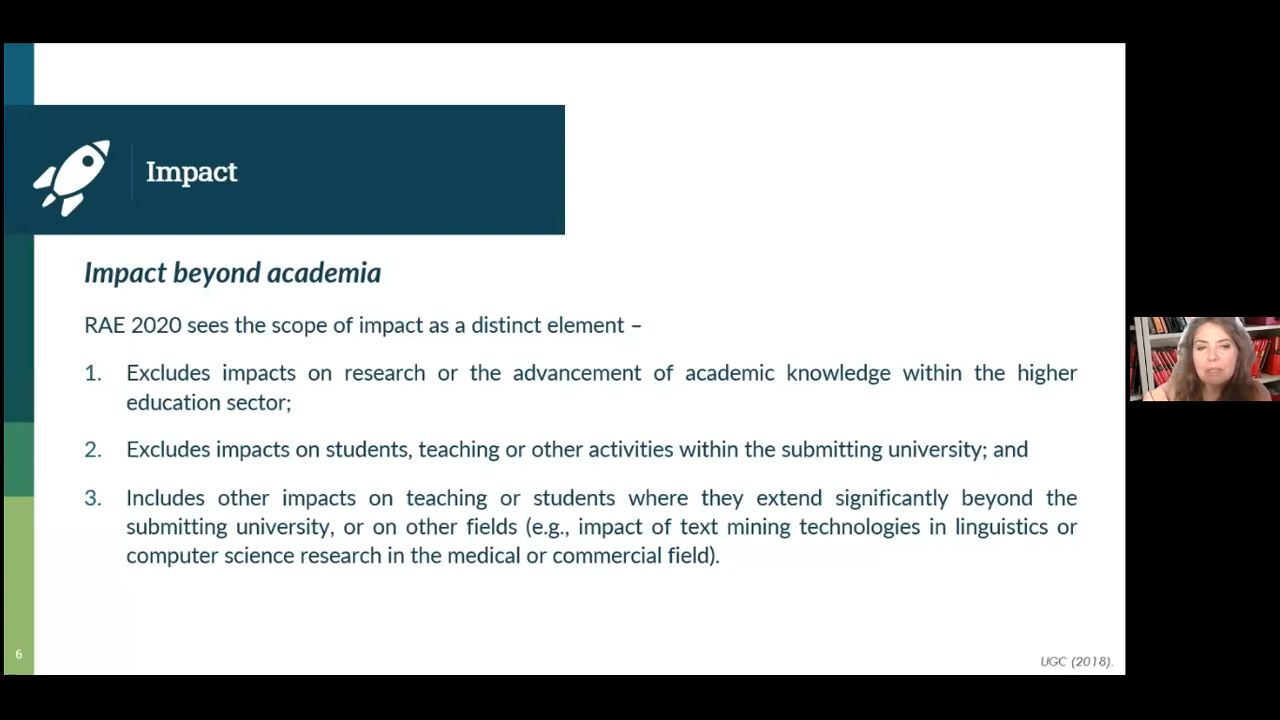 Impact
Impact beyond academia
RAE 2020 sees the scope of impact as a distinct element –
1. Excludes impacts on research or the advancement of academic knowledge within the higher
education sector;
2. Excludes impacts on students, teaching or other activities within the submitting university; and
3. Includes other impacts on teaching or students where they extend significantly beyond the
submitting university, or on other fields (e.g., impact of text mining technologies in linguistics or
computer science research in the medical or commercial field).
6
UGC (2018).